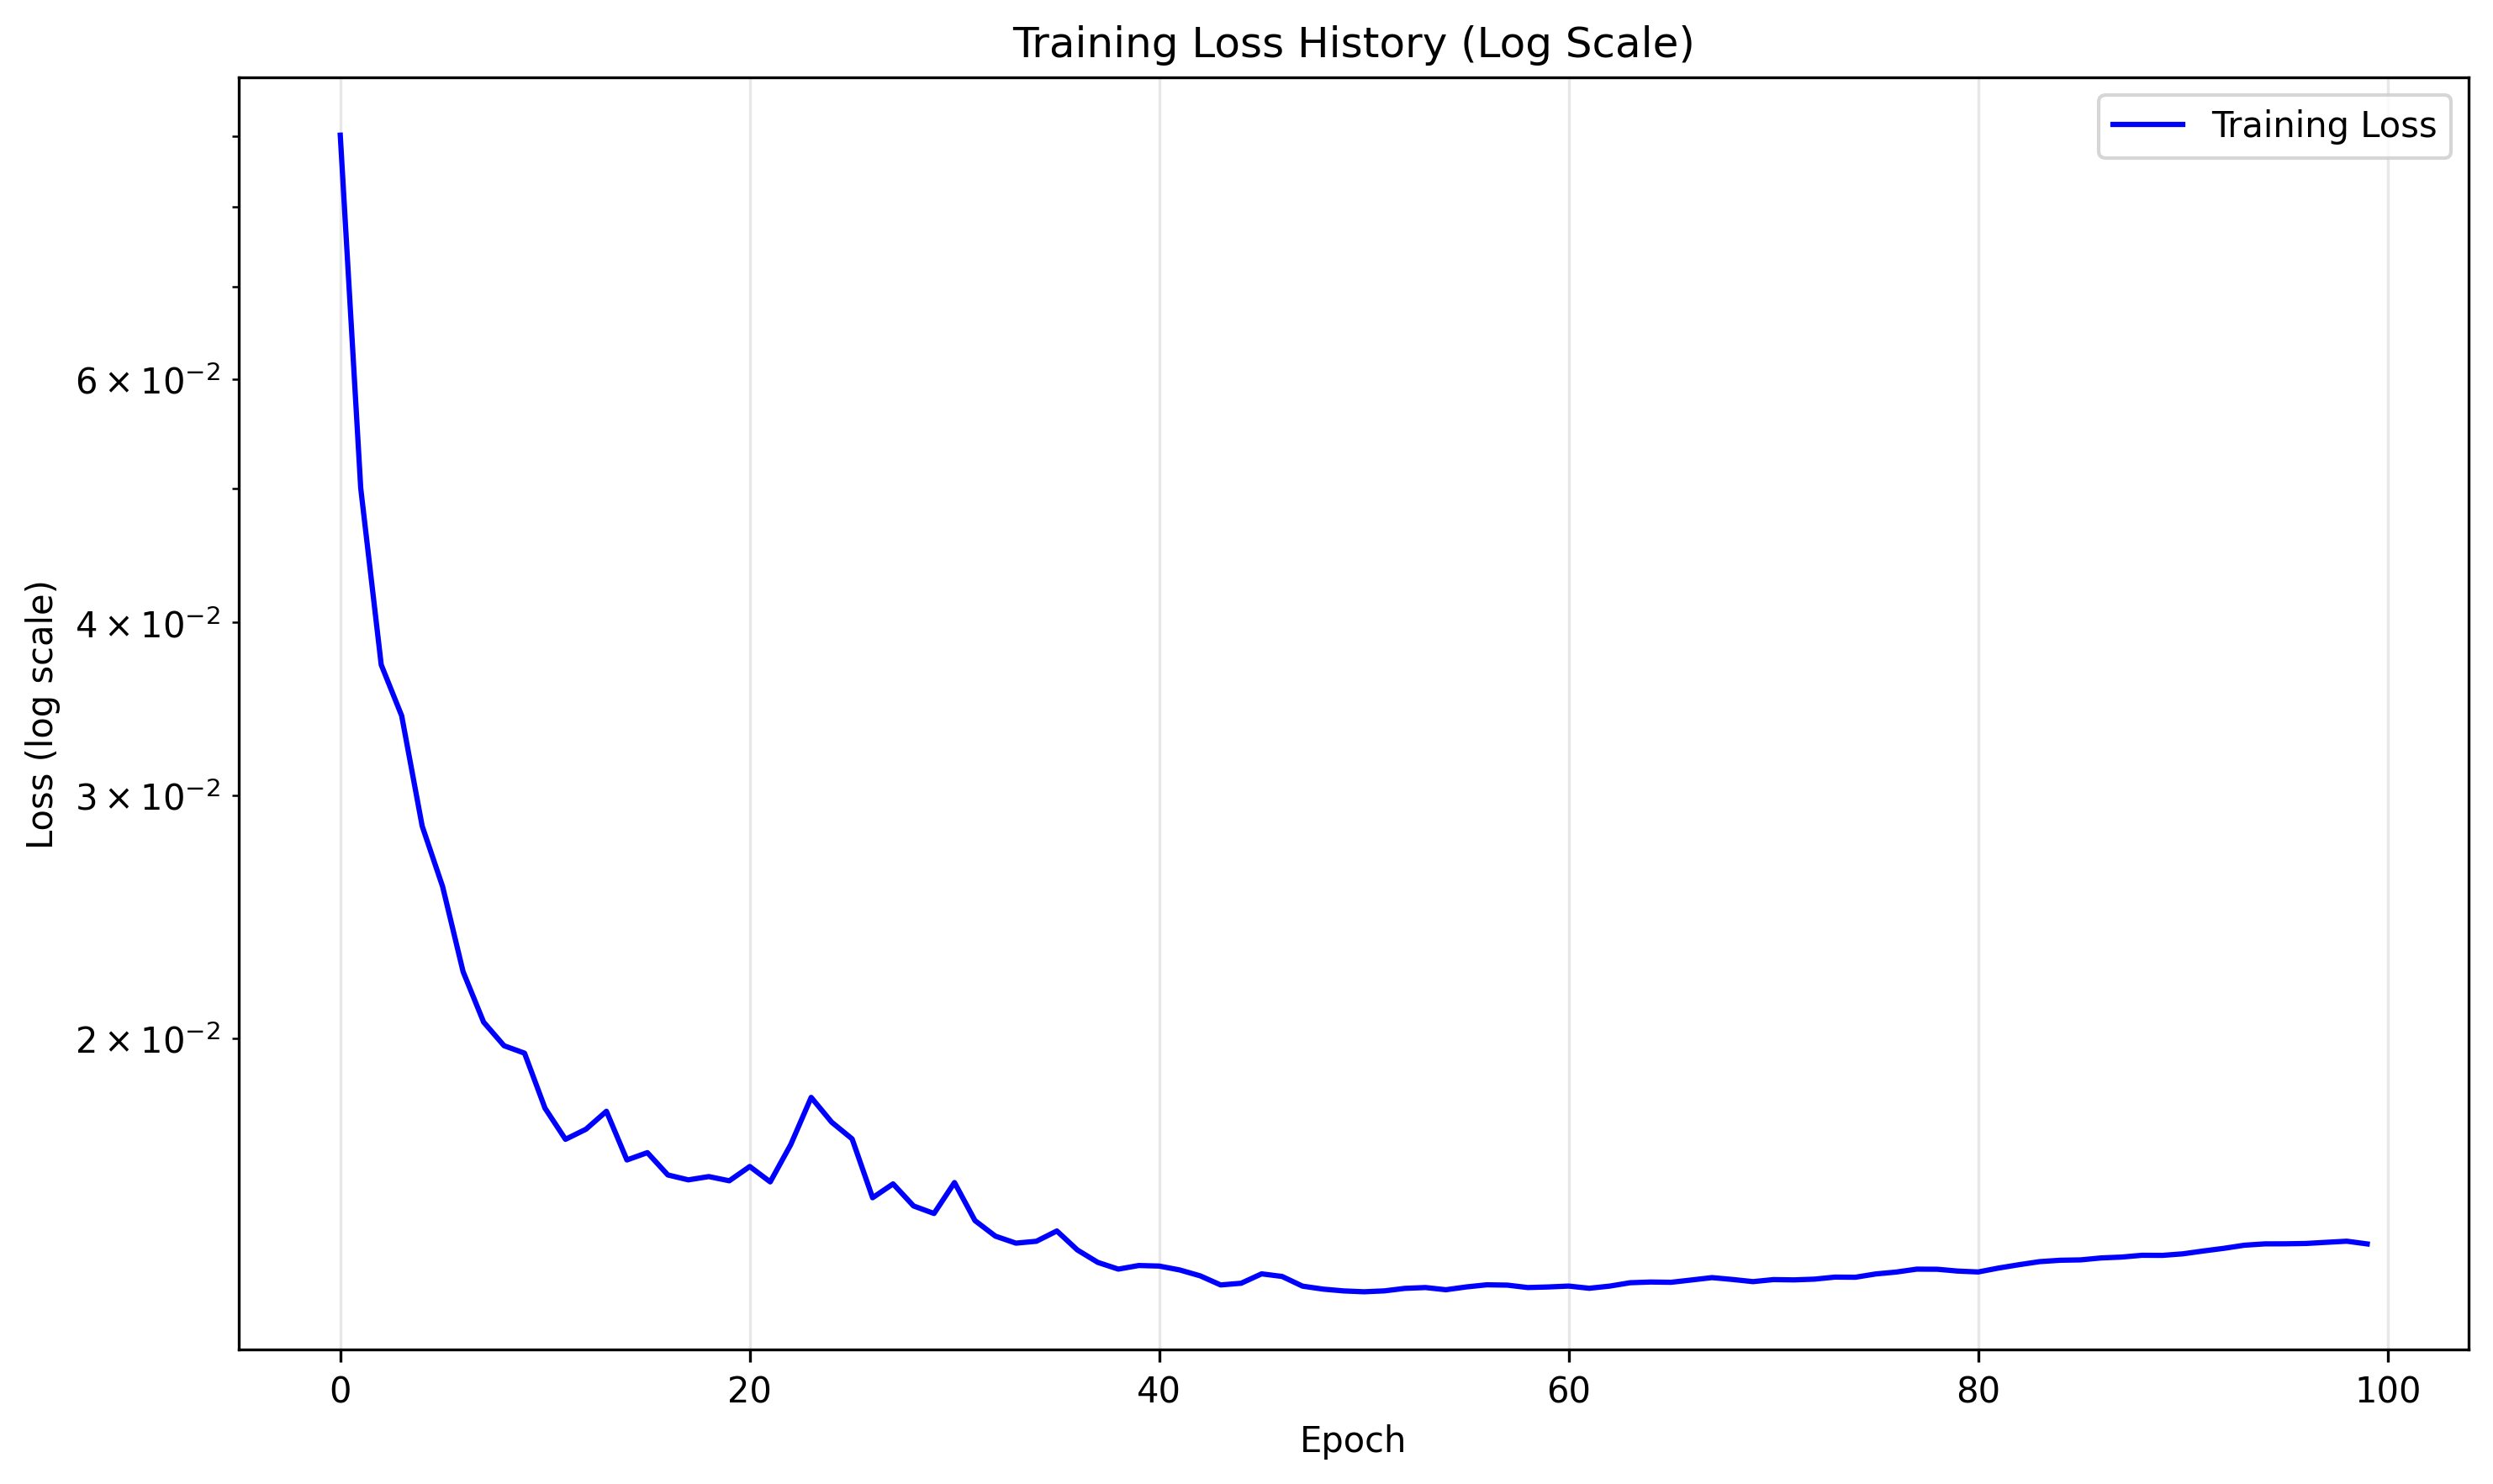 Training Loss History (Log Scale)
Training Loss
6 × 10⁻²
4 × 10⁻²
3 × 10⁻²
2 × 10⁻²
Loss (log scale)
0 20 40 60 80 100
Epoch